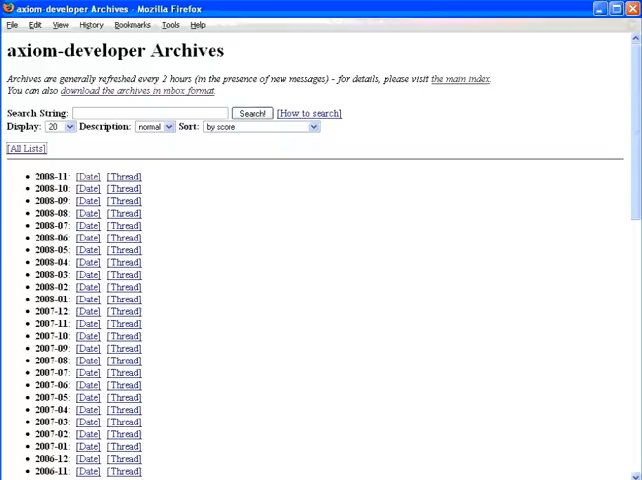 axiom-developer Archives - Mozilla Firefox
File Edit View History Bookmarks Tools Help
axiom-developer Archives
Archives are generally refreshed every 2 hours (in the presence of new messages) - for details, please visit the main index.
You can also download the archives in mbox format.
Search String: Search! [How to search]
Display: 20 Description: normal Sort: by score
[All Lists]
• 2008-11: [Date] [Thread]
• 2008-10: [Date] [Thread]
• 2008-09: [Date] [Thread]
• 2008-08: [Date] [Thread]
• 2008-07: [Date] [Thread]
• 2008-06: [Date] [Thread]
• 2008-05: [Date] [Thread]
• 2008-04: [Date] [Thread]
• 2008-03: [Date] [Thread]
• 2008-02: [Date] [Thread]
• 2008-01: [Date] [Thread]
• 2007-12: [Date] [Thread]
• 2007-11: [Date] [Thread]
• 2007-10: [Date] [Thread]
• 2007-09: [Date] [Thread]
• 2007-08: [Date] [Thread]
• 2007-07: [Date] [Thread]
• 2007-06: [Date] [Thread]
• 2007-05: [Date] [Thread]
• 2007-04: [Date] [Thread]
• 2007-03: [Date] [Thread]
• 2007-02: [Date] [Thread]
• 2007-01: [Date] [Thread]
• 2006-12: [Date] [Thread]
• 2006-11: [Date] [Thread]